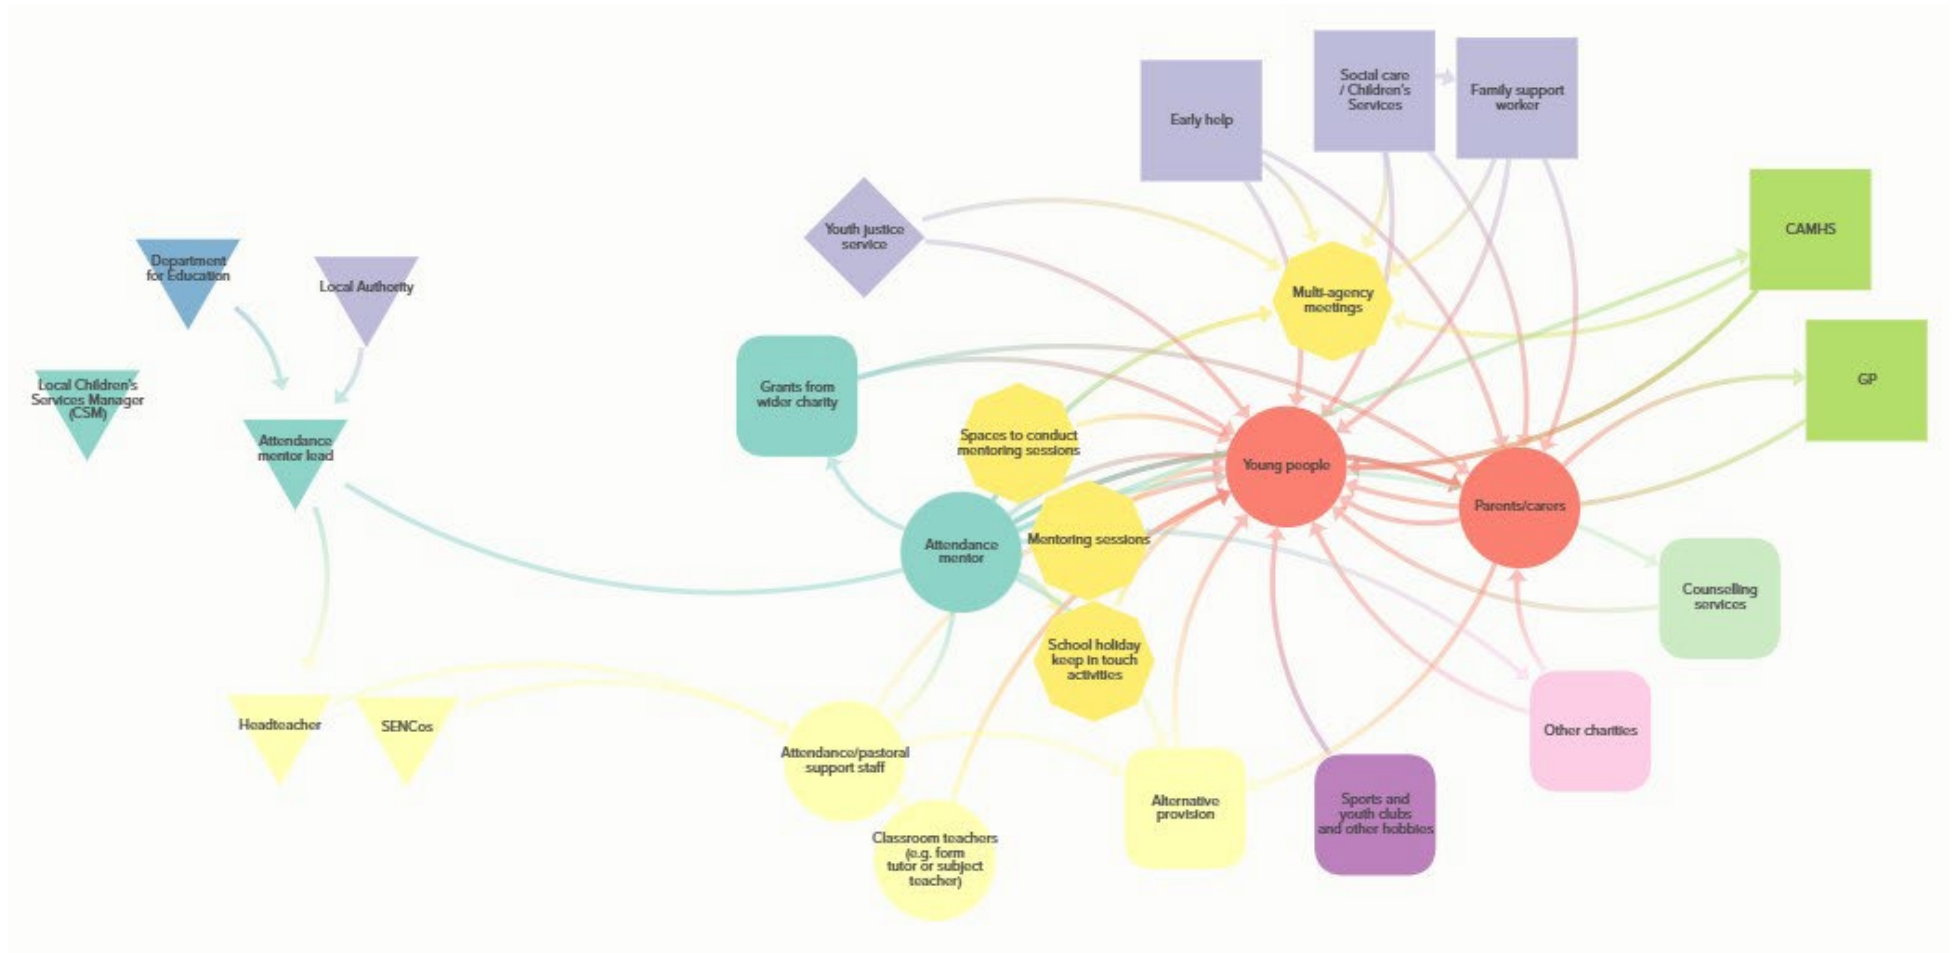 Social care
/ Children's
Services
Family support
worker
Early help
Youth justice
service
CAMHS
Department
for Education
Local Authority
Multi-agency
meetings
Local Children's
Services Manager
(CSM)
Grants from
wider charity
GP
Attendance
mentor lead
Spaces to conduct
mentoring sessions
Young people
Parents/carers
Attendance
mentor
Mentoring sessions
Counselling
services
School holiday
keep in touch
activities
Headteacher
SENCos
Other charities
Attendance/pastoral
support staff
Alternative
provision
Sports and
youth clubs
and other hobbies
Classroom teachers
(e.g. form
tutor or subject
teacher)